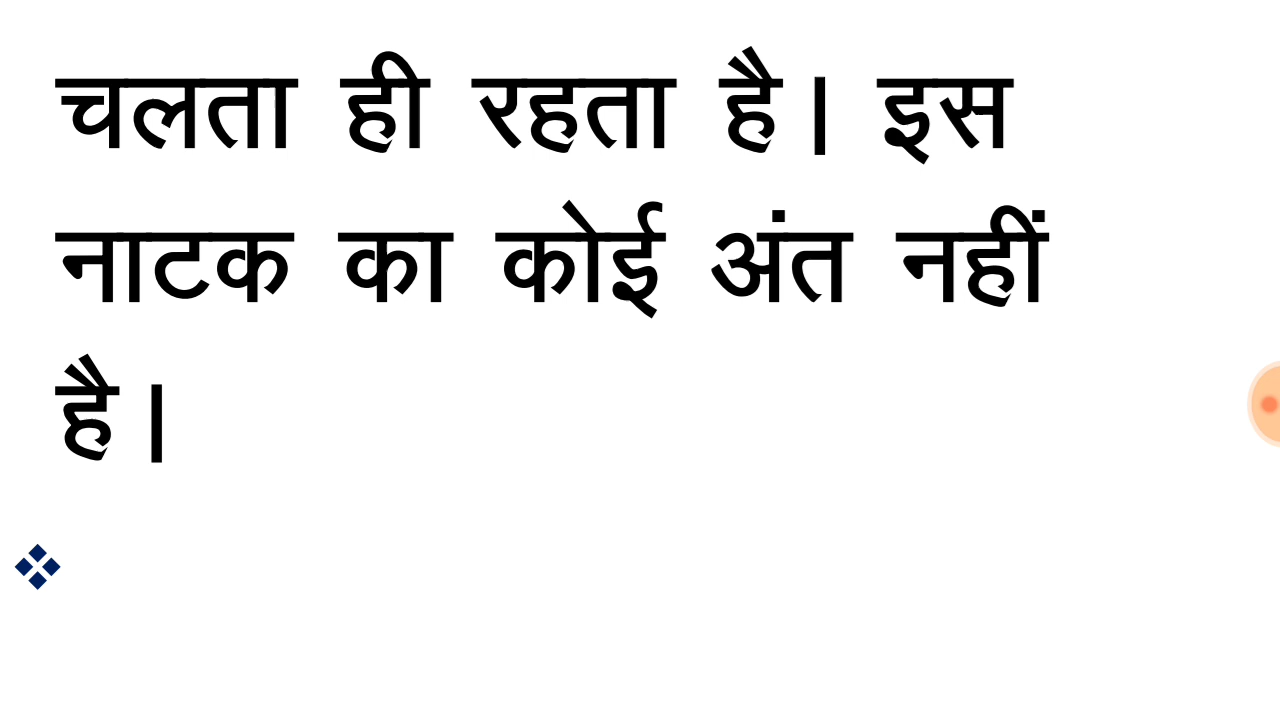 चलता ही रहता है। इस
नाटक का कोई अंत नहीं
है।